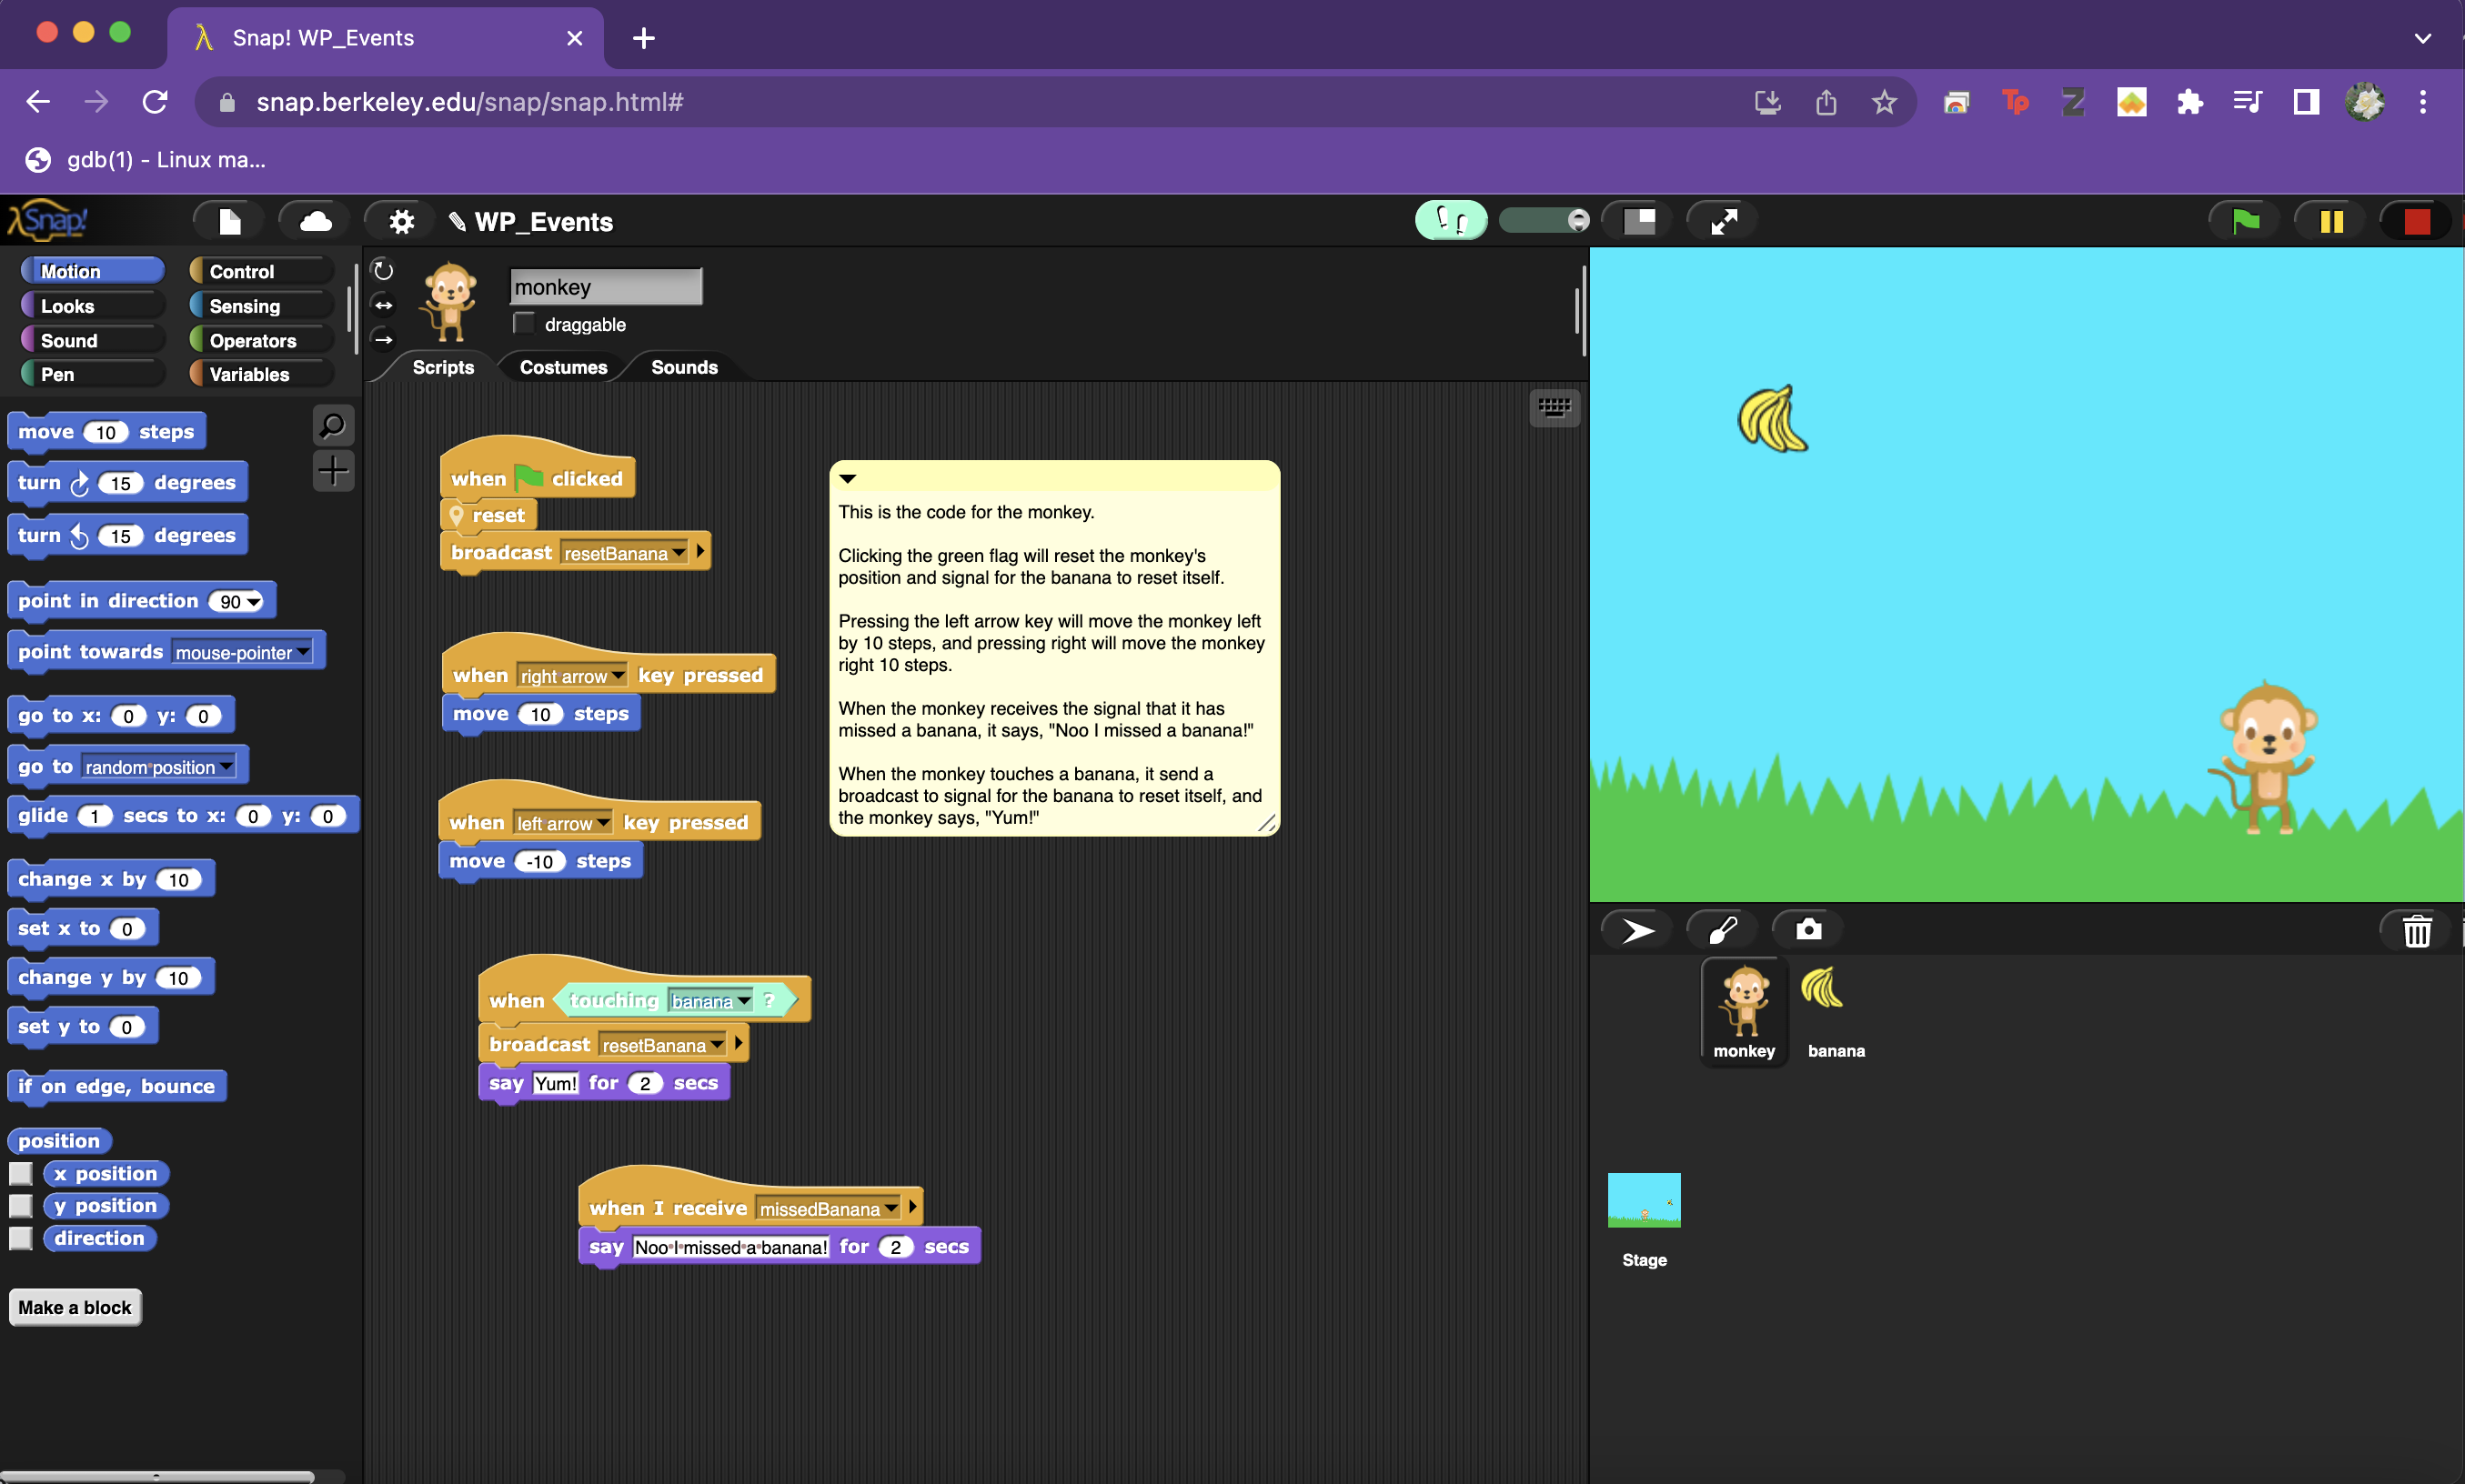 Snap! WP_Events
snap.berkeley.edu/snap/snap.html#
Tp
Z
gdb(1) - Linux ma...
λSnap!
WP_Events
Motion
Control
Looks
Sensing
Sound
Operators
Pen
Variables
monkey
draggable
Scripts
Costumes
Sounds
move 10 steps
turn 15 degrees
turn 15 degrees
point in direction 90
point towards mouse-pointer
go to x: 0 y: 0
go to random position
glide 1 secs to x: 0 y: 0
change x by 10
set x to 0
change y by 10
set y to 0
if on edge, bounce
position
x position
y position
direction
Make a block
when clicked
reset
broadcast resetBanana
when right arrow key pressed
move 10 steps
when left arrow key pressed
move -10 steps
when touching banana ?
broadcast resetBanana
say Yum! for 2 secs
when I receive missedBanana
say Noo I missed a banana! for 2 secs
This is the code for the monkey.
Clicking the green flag will reset the monkey's
position and signal for the banana to reset itself.
Pressing the left arrow key will move the monkey left
by 10 steps, and pressing right will move the monkey
right 10 steps.
When the monkey receives the signal that it has
missed a banana, it says, "Noo I missed a banana!"
When the monkey touches a banana, it send a
broadcast to signal for the banana to reset itself, and
the monkey says, "Yum!"
monkey
banana
Stage